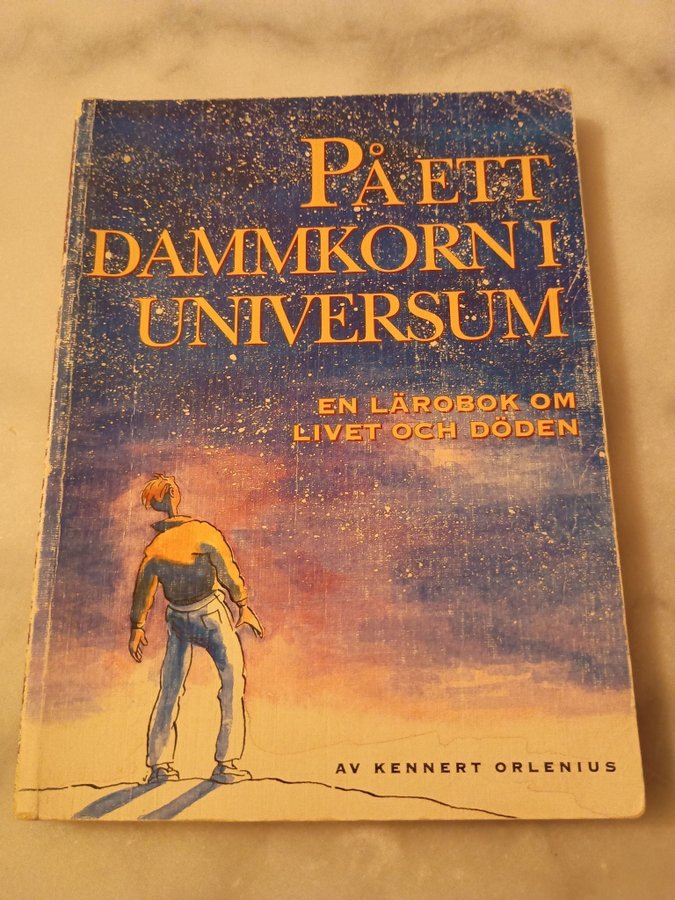 PÅ ETT
DAMMKORN I
UNIVERSUM
EN LÄROBOK OM
LIVET OCH DÖDEN
AV KENNERT ORLENIUS